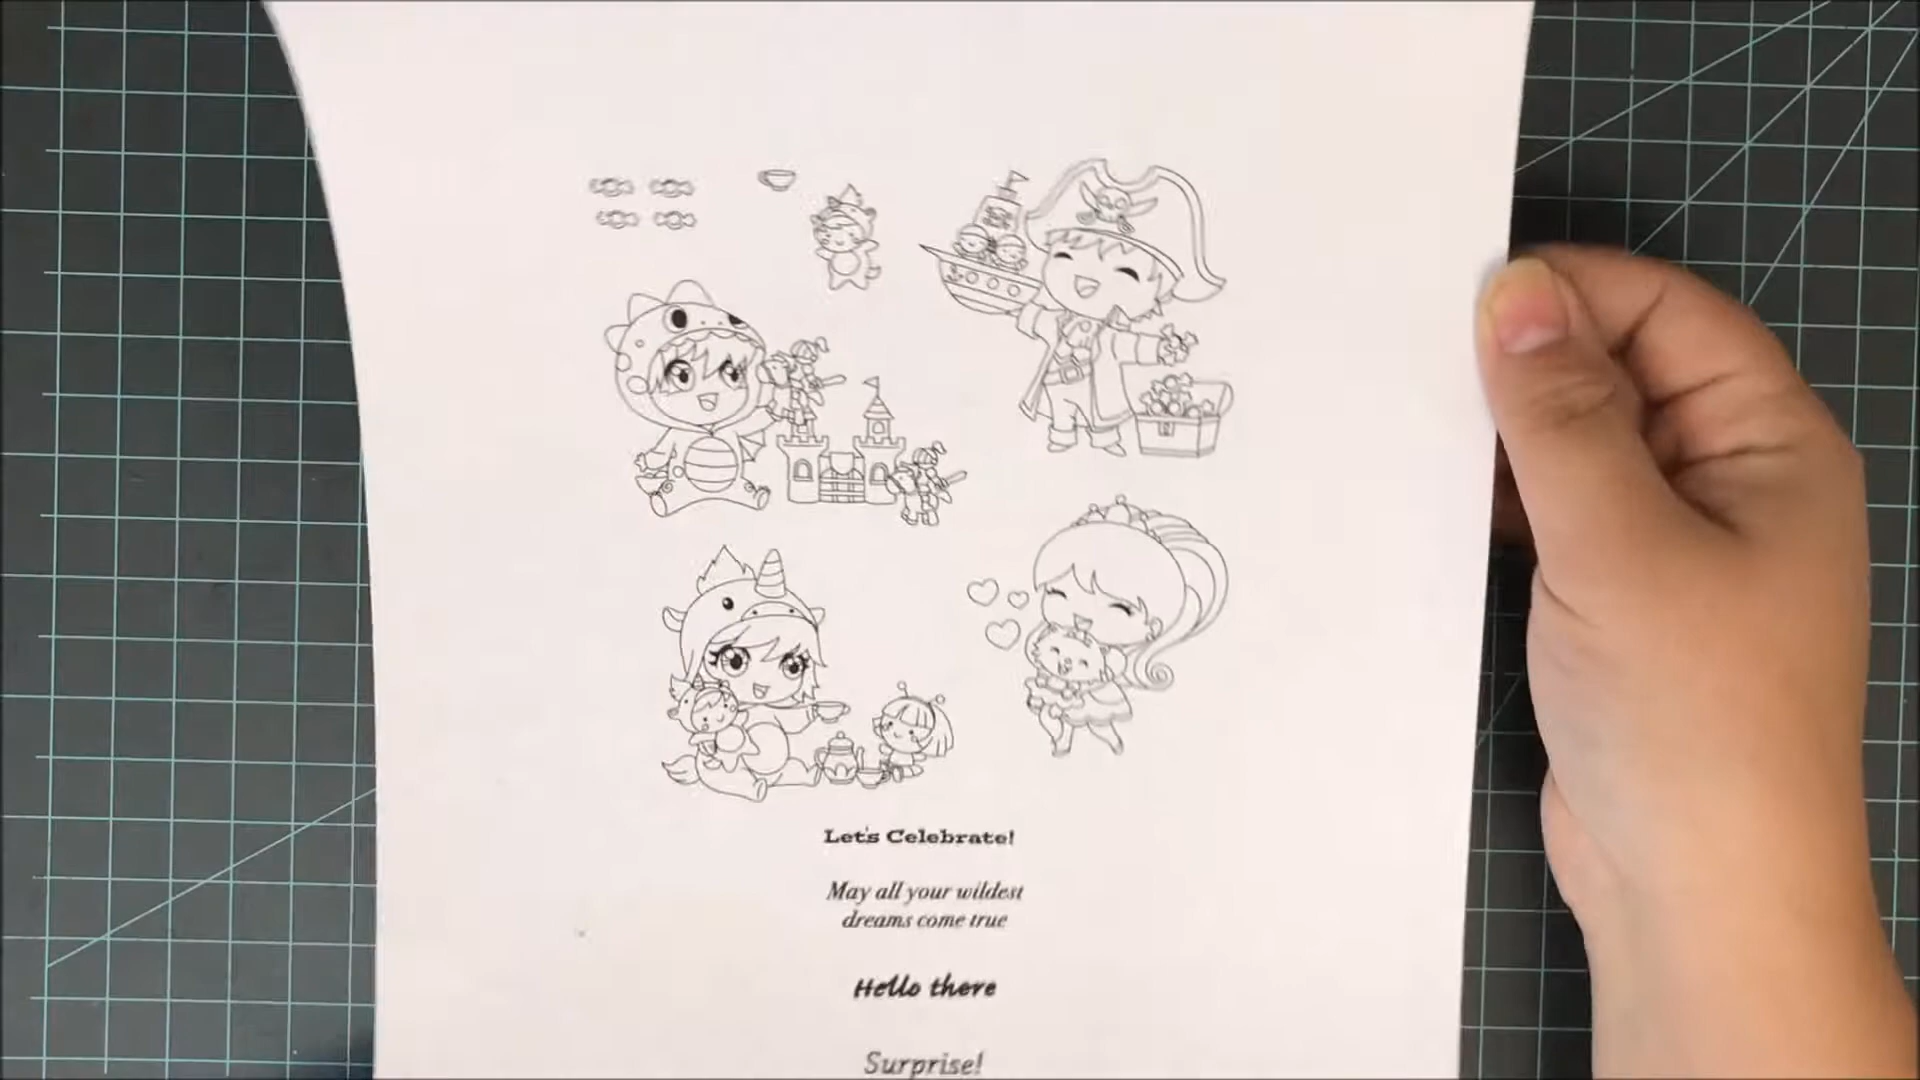 Let's Celebrate!
May all your wildest
dreams come true
Hello there
Surprise!